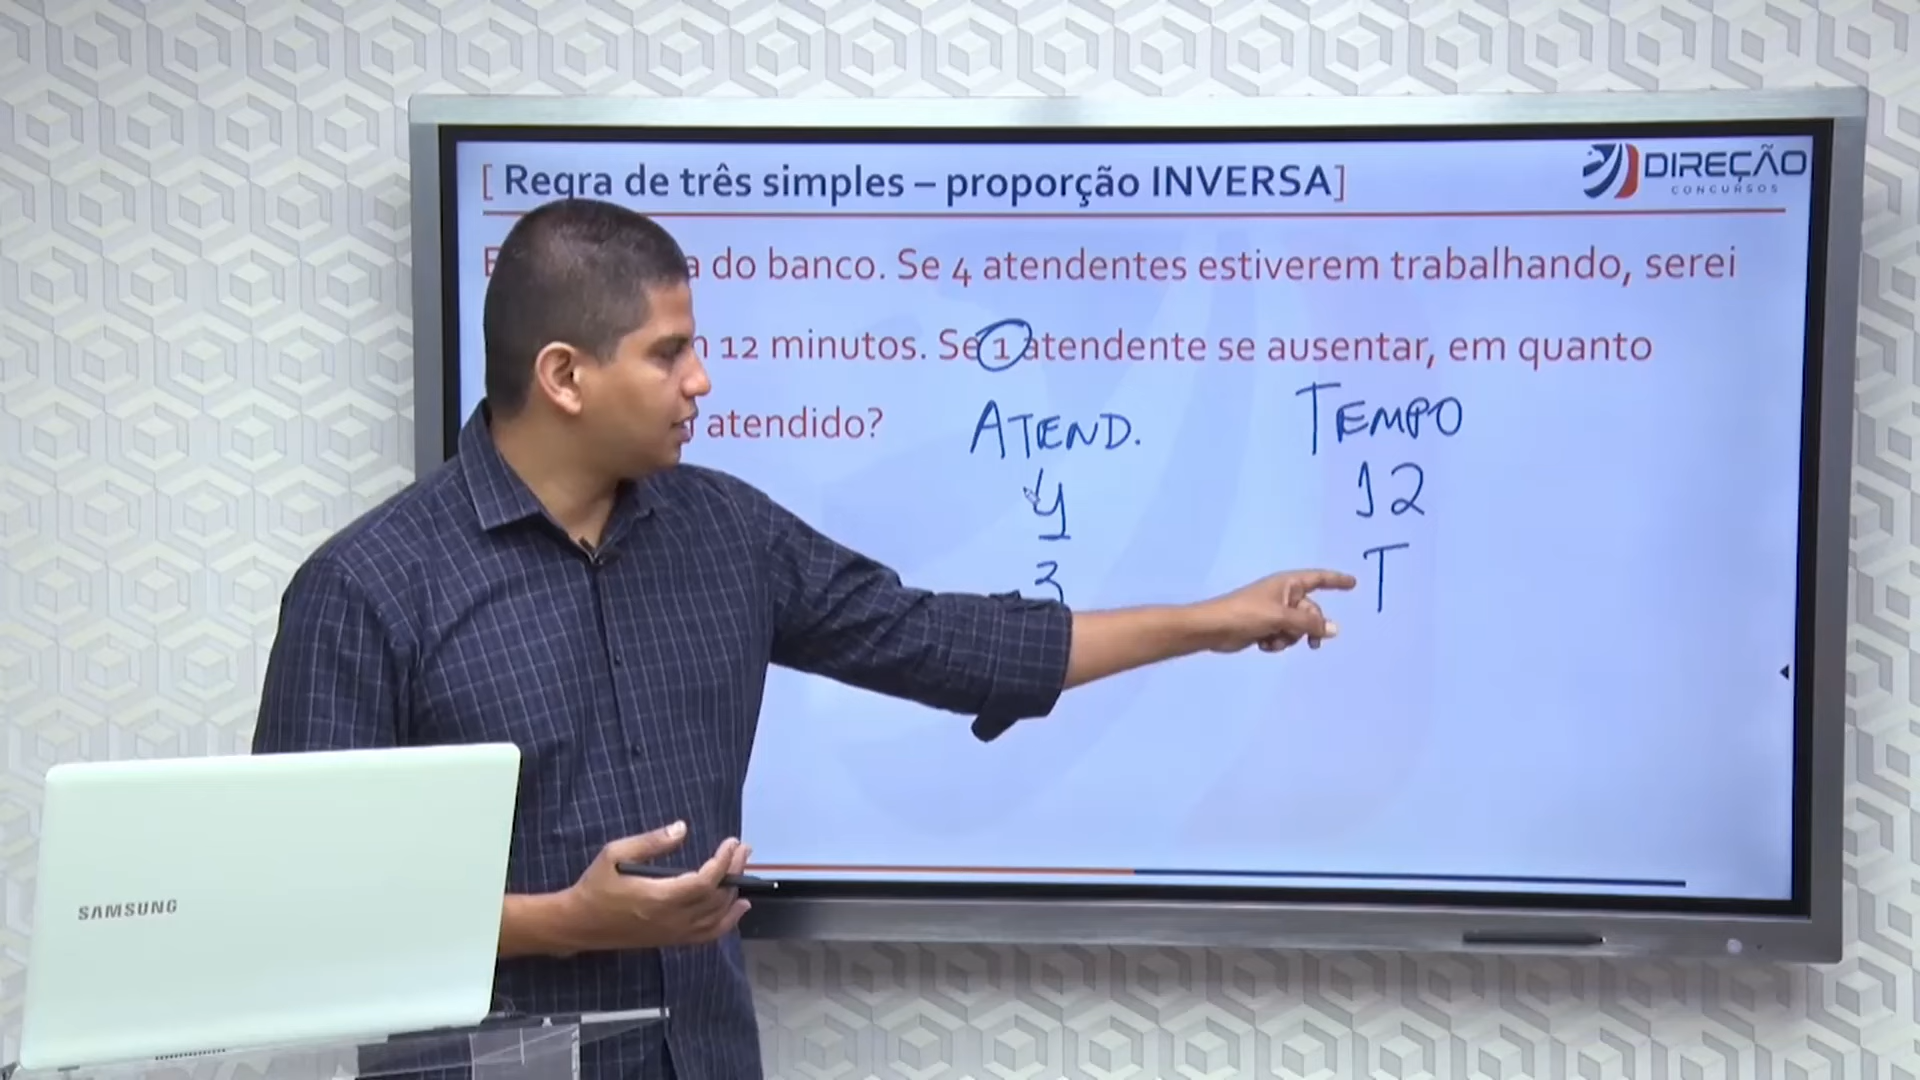 [ Regra de três simples – proporção INVERSA]
DIREÇÃO
CONCURSOS
do banco. Se 4 atendentes estiverem trabalhando, serei
12 minutos. Se 1 atendente se ausentar, em quanto
atendido?
ATEND. TEMPO
4 12
3 T
SAMSUNG